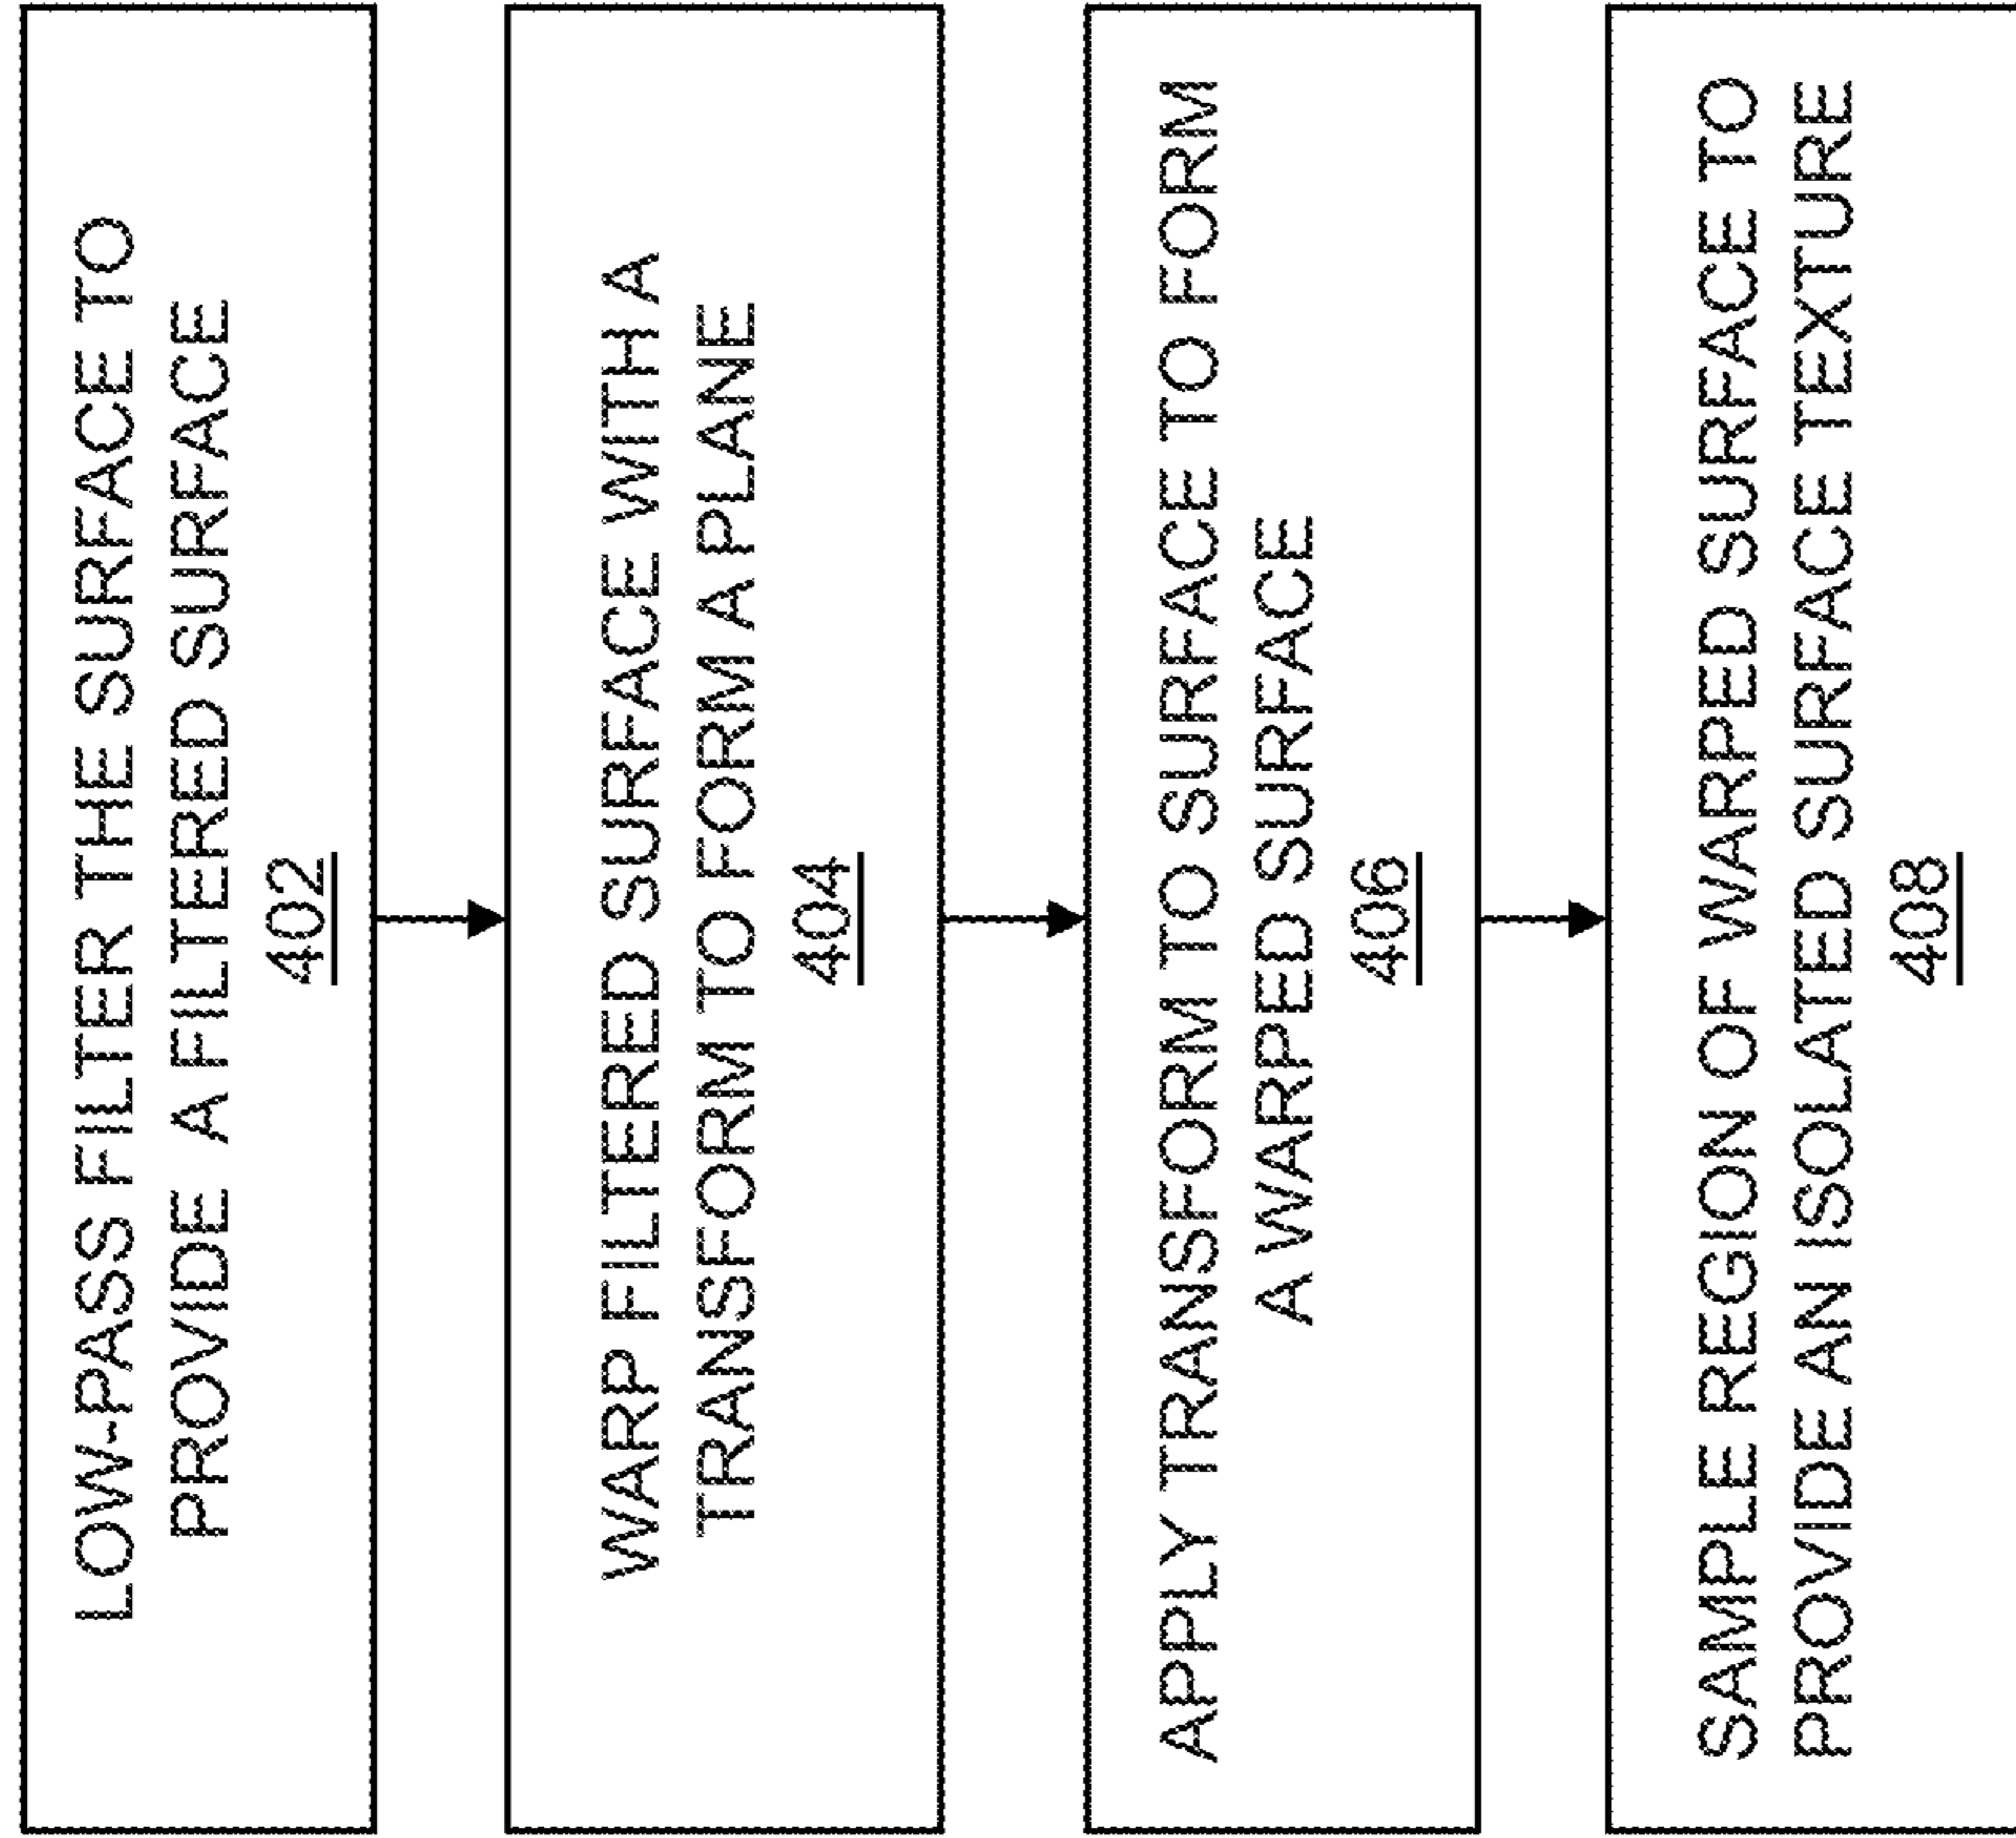 LOW-PASS FILTER THE SURFACE TO
PROVIDE A FILTERED SURFACE
402
WARP FILTERED SURFACE WITH A
TRANSFORM TO FORM A PLANE
404
APPLY TRANSFORM TO SURFACE TO FORM
A WARPED SURFACE
406
SAMPLE REGION OF WARPED SURFACE TO
PROVIDE AN ISOLATED SURFACE TEXTURE
408